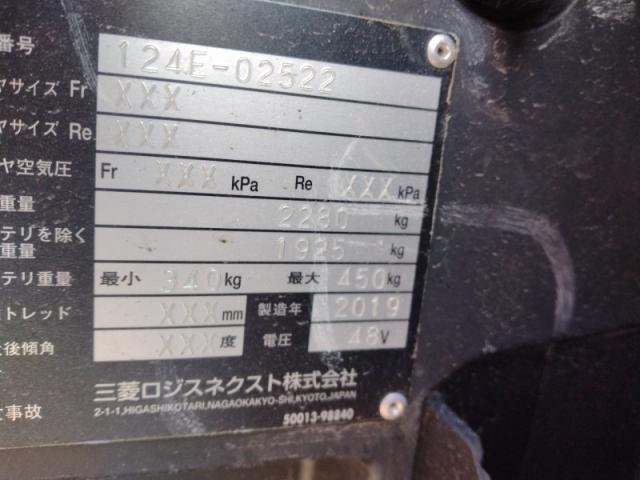 番号 124E-02522
ヤサイズ Fr XXX
ヤサイズ Re XXX
ヤ空気圧 Fr XXX kPa Re XXX kPa
重量 2280 kg
テリを除く
重量 1925 kg
テリ重量 最小 340 kg 最大 450 kg
トレッド XXX mm 製造年 2019
後傾角 XXX 度 電圧 48 V
三菱ロジスネクスト株式会社
2-1-1,HIGASHIKOTARI,NAGAOKAKYO-SHI,KYOTO,JAPAN
事故 50013-98840